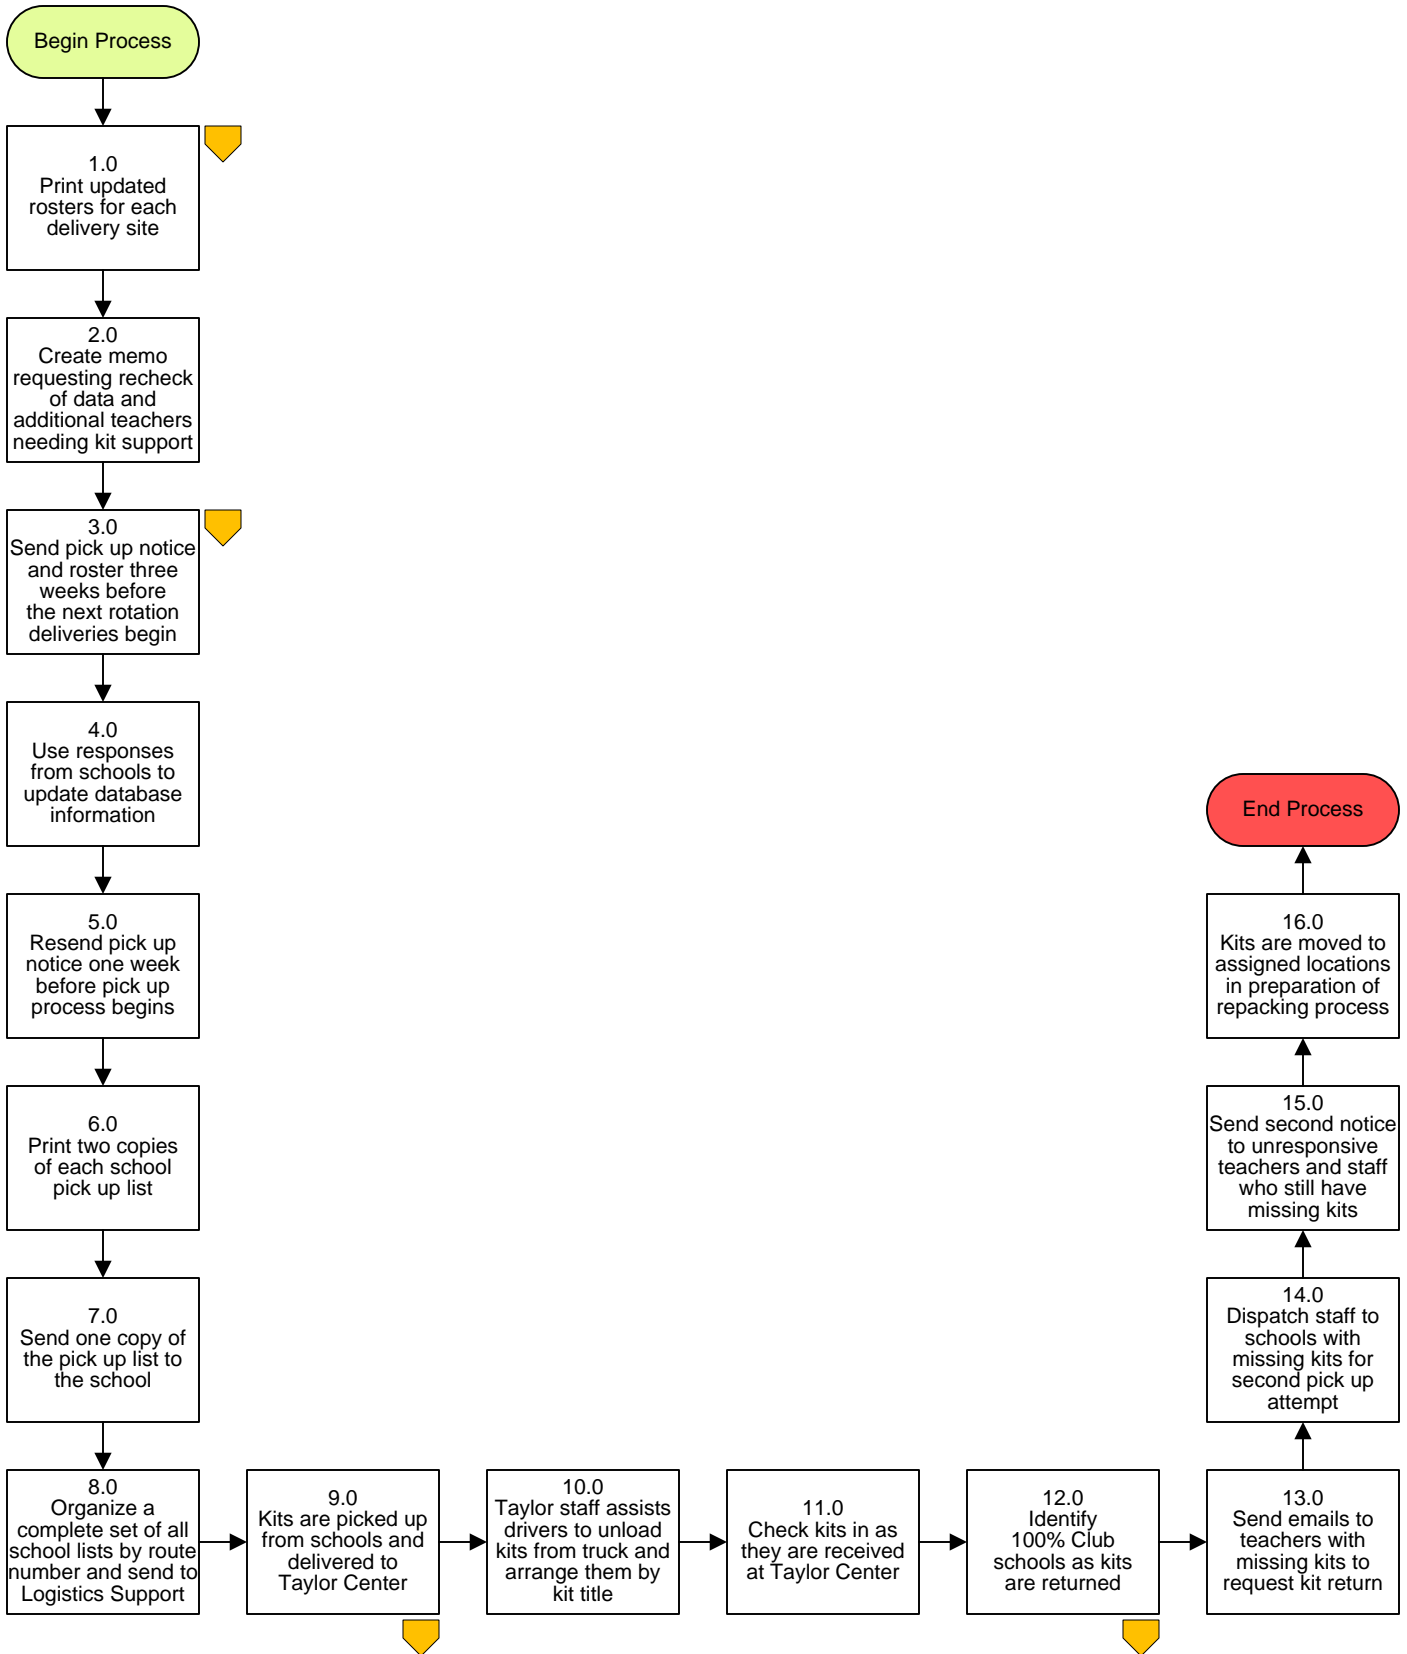 Begin Process
1.0
Print updated
rosters for each
delivery site
2.0
Create memo
requesting recheck
of data and
additional teachers
needing kit support
3.0
Send pick up notice
and roster three
weeks before
the next rotation
deliveries begin
4.0
Use responses
from schools to
update database
information
5.0
Resend pick up
notice one week
before pick up
process begins
6.0
Print two copies
of each school
pick up list
7.0
Send one copy of
the pick up list to
the school
8.0
Organize a
complete set of all
school lists by route
number and send to
Logistics Support
9.0
Kits are picked up
from schools and
delivered to
Taylor Center
10.0
Taylor staff assists
drivers to unload
kits from truck and
arrange them by
kit title
11.0
Check kits in as
they are received
at Taylor Center
12.0
Identify
100% Club
schools as kits
are returned
13.0
Send emails to
teachers with
missing kits to
request kit return
14.0
Dispatch staff to
schools with
missing kits for
second pick up
attempt
15.0
Send second notice
to unresponsive
teachers and staff
who still have
missing kits
16.0
Kits are moved to
assigned locations
in preparation of
repacking process
End Process